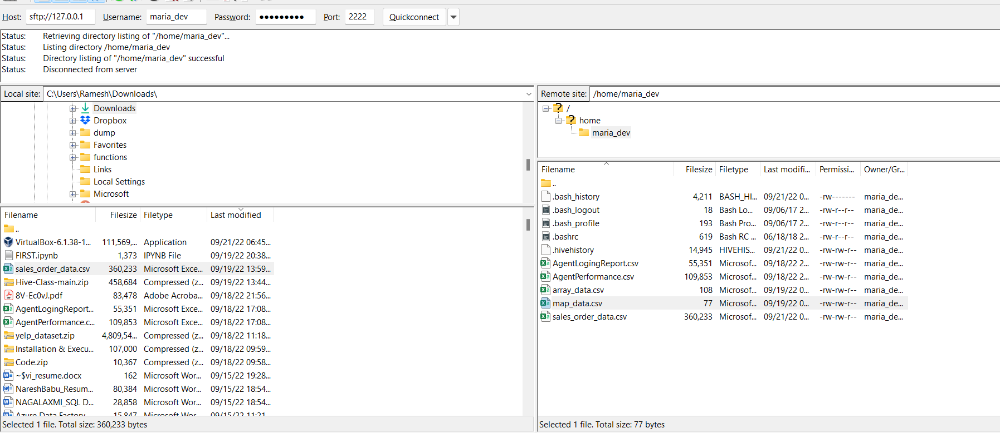 Host: sftp://127.0.0.1 Username: maria_dev Password: ●●●●●●●●● Port: 2222 Quickconnect
Status: Retrieving directory listing of "/home/maria_dev"...
Status: Listing directory /home/maria_dev
Status: Directory listing of "/home/maria_dev" successful
Status: Disconnected from server
Local site: C:\Users\Ramesh\Downloads\
Downloads
Dropbox
dump
Favorites
functions
Links
Local Settings
Microsoft
Filename Filesize Filetype Last modified
..
VirtualBox-6.1.38-1... 111,569,... Application 09/21/22 06:45...
FIRST.ipynb 1,373 IPYNB File 09/19/22 20:38...
sales_order_data.csv 360,233 Microsoft Exce... 09/19/22 13:59...
Hive-Class-main.zip 458,684 Compressed (z... 09/19/22 13:44...
8V-Ec0vJ.pdf 83,478 Adobe Acroba... 09/18/22 21:56...
AgentLogingReport... 55,351 Microsoft Exce... 09/18/22 17:08...
AgentPerformance.c... 109,853 Microsoft Exce... 09/18/22 17:08...
yelp_dataset.zip 4,809,54... Compressed (z... 09/18/22 11:18...
Installation & Execu... 107,000 Compressed (z... 09/18/22 09:59...
Code.zip 10,367 Compressed (z... 09/18/22 09:58...
~$vi_resume.docx 162 Microsoft Wor... 09/15/22 19:28...
NareshBabu_Resum... 80,384 Microsoft Wor... 09/15/22 18:54...
NAGALAXMI_SQL D... 28,858 Microsoft Wor... 09/15/22 18:54...
Azure Data Factory 15,847 Microsoft Wor... 09/15/22 11:21...
Selected 1 file. Total size: 360,233 bytes
Remote site: /home/maria_dev
/
home
maria_dev
Filename Filesize Filetype Last modifi... Permissi... Owner/Gr...
..
.bash_history 4,211 BASH_HI... 09/21/22 0... -rw------- maria_de...
.bash_logout 18 Bash Lo... 09/06/17 2... -rw-r--r-- maria_de...
.bash_profile 193 Bash Pro... 09/06/17 2... -rw-r--r-- maria_de...
.bashrc 619 Bash RC ... 06/18/18 2... -rw-r--r-- maria_de...
.hivehistory 14,945 HIVEHIS... 09/21/22 0... -rw-rw-r-- maria_de...
AgentLogingReport.csv 55,351 Microsof... 09/18/22 2... -rw-rw-r-- maria_de...
AgentPerformance.csv 109,853 Microsof... 09/18/22 2... -rw-rw-r-- maria_de...
array_data.csv 108 Microsof... 09/19/22 0... -rw-rw-r-- maria_de...
map_data.csv 77 Microsof... 09/19/22 0... -rw-rw-r-- maria_de...
sales_order_data.csv 360,233 Microsof... 09/21/22 0... -rw-rw-r-- maria_de...
Selected 1 file. Total size: 77 bytes